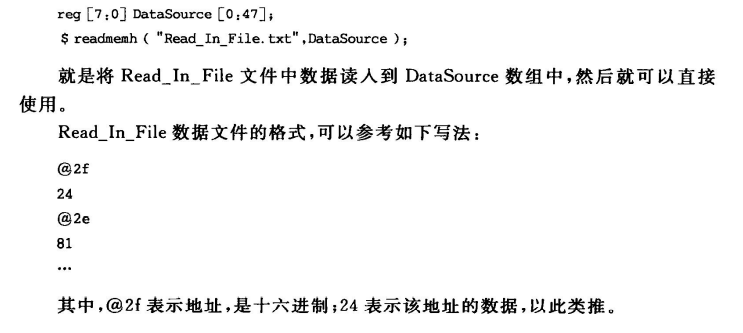 reg [7:0] DataSource [0:47];
$ readmemh ( "Read_In_File.txt",DataSource );
就是将 Read_In_File 文件中数据读入到 DataSource 数组中,然后就可以直接
使用。
Read_In_File 数据文件的格式,可以参考如下写法:
@2f
24
@2e
81
…
其中,@2f 表示地址,是十六进制;24 表示该地址的数据,以此类推。